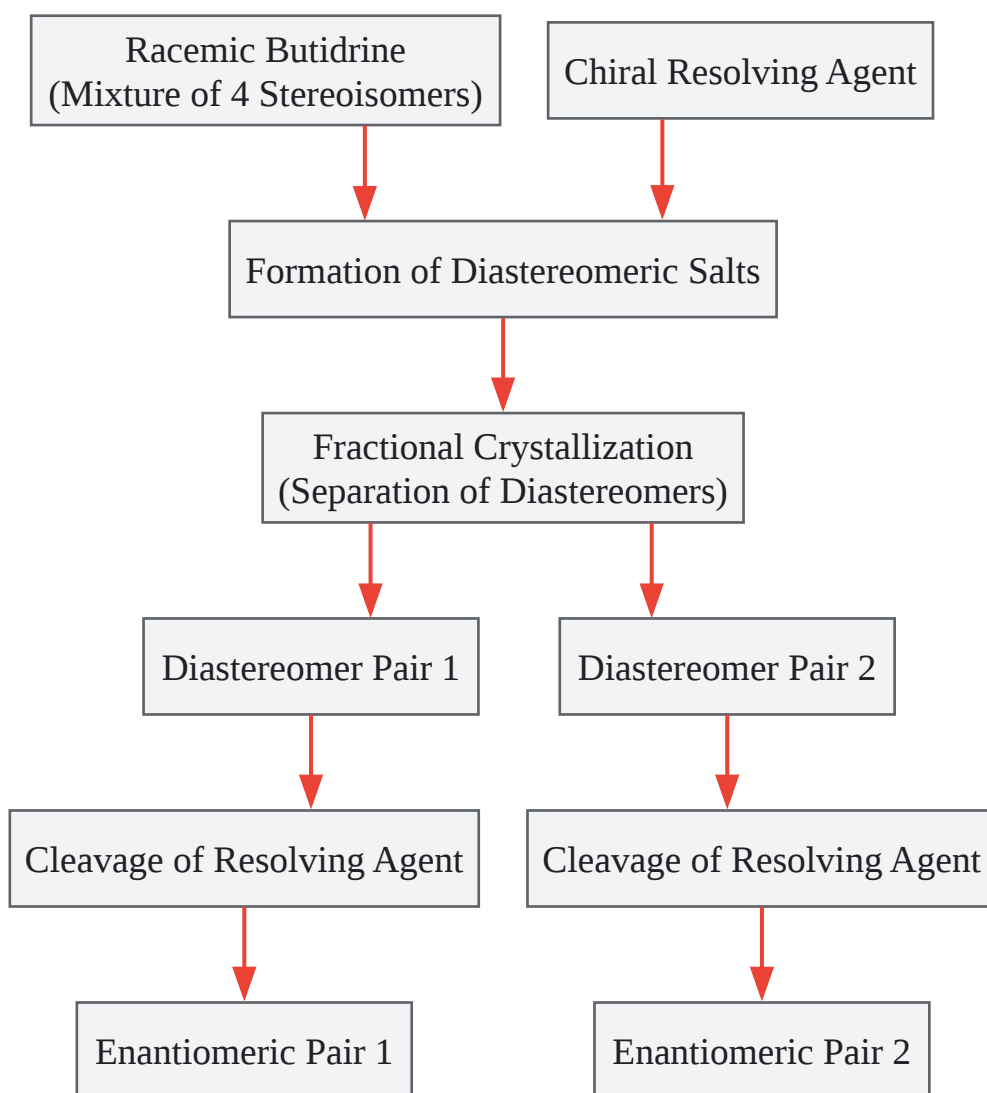 Racemic Butidrine
(Mixture of 4 Stereoisomers)
Chiral Resolving Agent
Formation of Diastereomeric Salts
Fractional Crystallization
(Separation of Diastereomers)
Diastereomer Pair 1
Diastereomer Pair 2
Cleavage of Resolving Agent
Cleavage of Resolving Agent
Enantiomeric Pair 1
Enantiomeric Pair 2